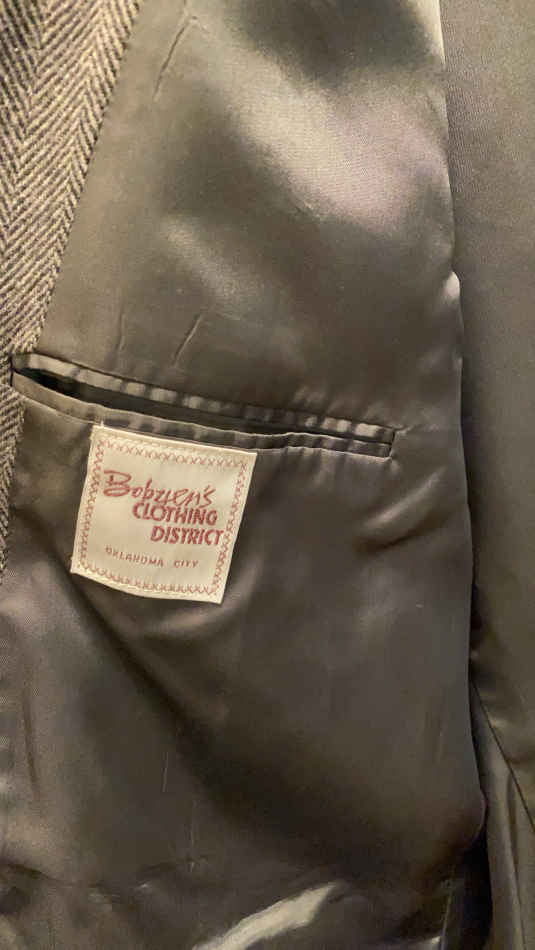 Bobzien's
CLOTHING
DISTRICT
OKLAHOMA CITY